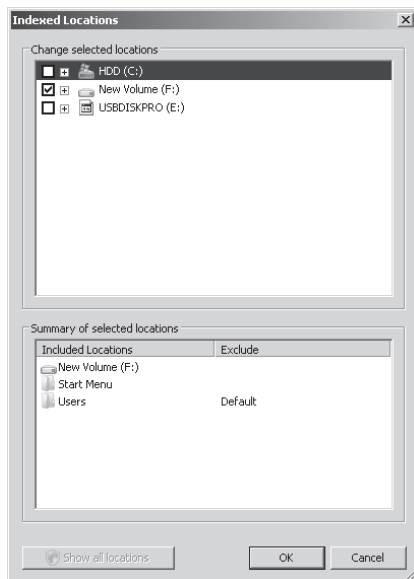 Indexed Locations
Change selected locations
HDD (C:)
New Volume (F:)
USBDISKPRO (E:)
Summary of selected locations
Included Locations Exclude
New Volume (F:)
Start Menu
Users Default
Show all locations OK Cancel